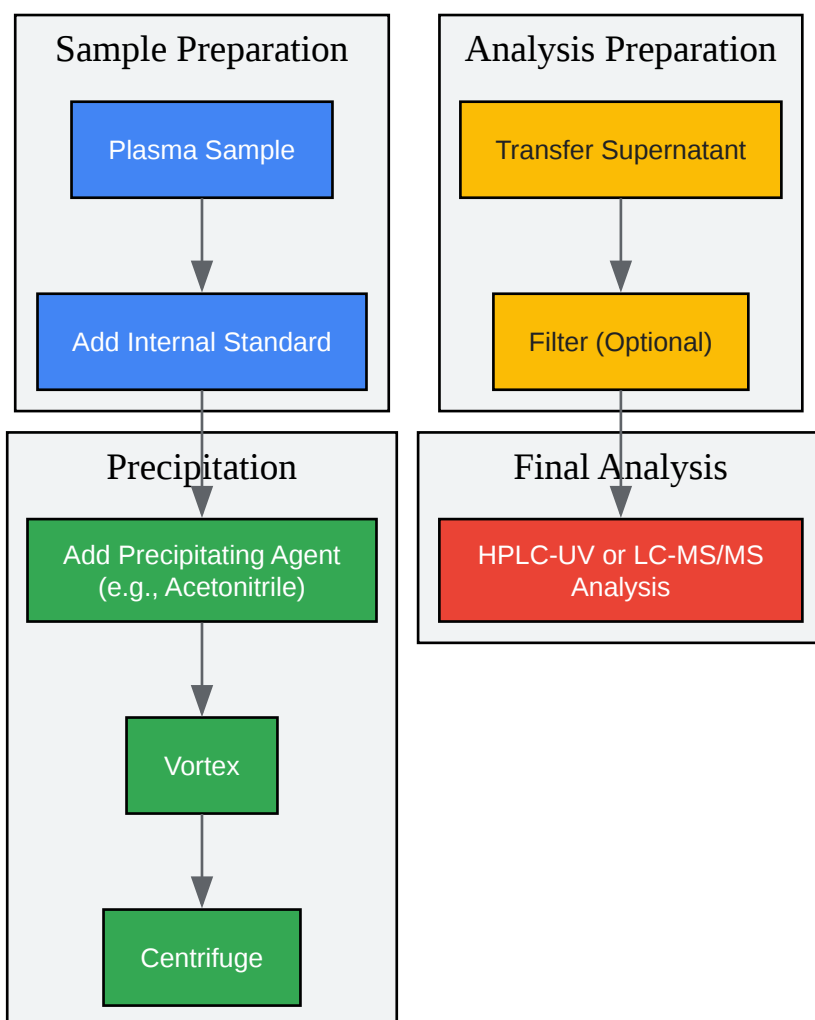 Sample Preparation
Plasma Sample
Add Internal Standard
Precipitation
Add Precipitating Agent
(e.g., Acetonitrile)
Vortex
Centrifuge
Analysis Preparation
Transfer Supernatant
Filter (Optional)
Final Analysis
HPLC-UV or LC-MS/MS
Analysis